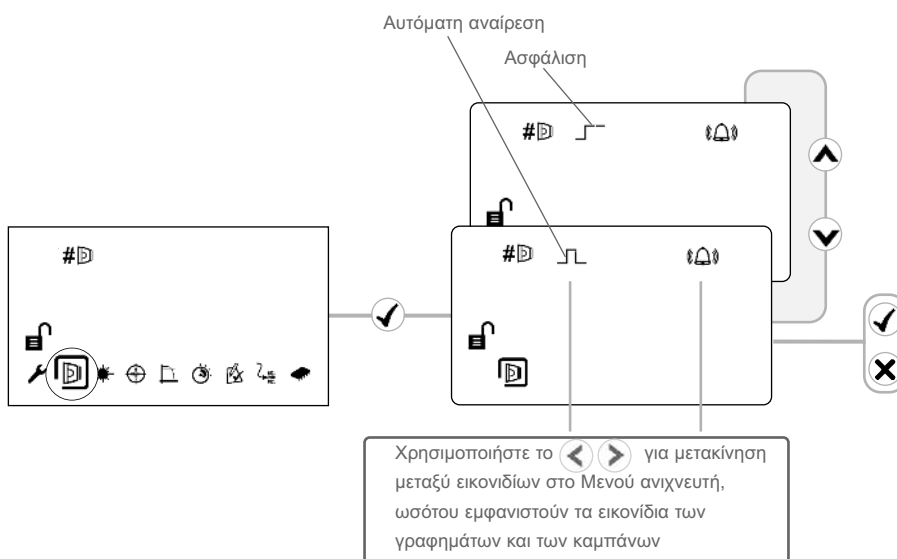 Αυτόματη αναίρεση
Ασφάλιση
#
#
#
Χρησιμοποιήστε το για μετακίνηση
μεταξύ εικονιδίων στο Μενού ανιχνευτή,
ωσότου εμφανιστούν τα εικονίδια των
γραφημάτων και των καμπάνων